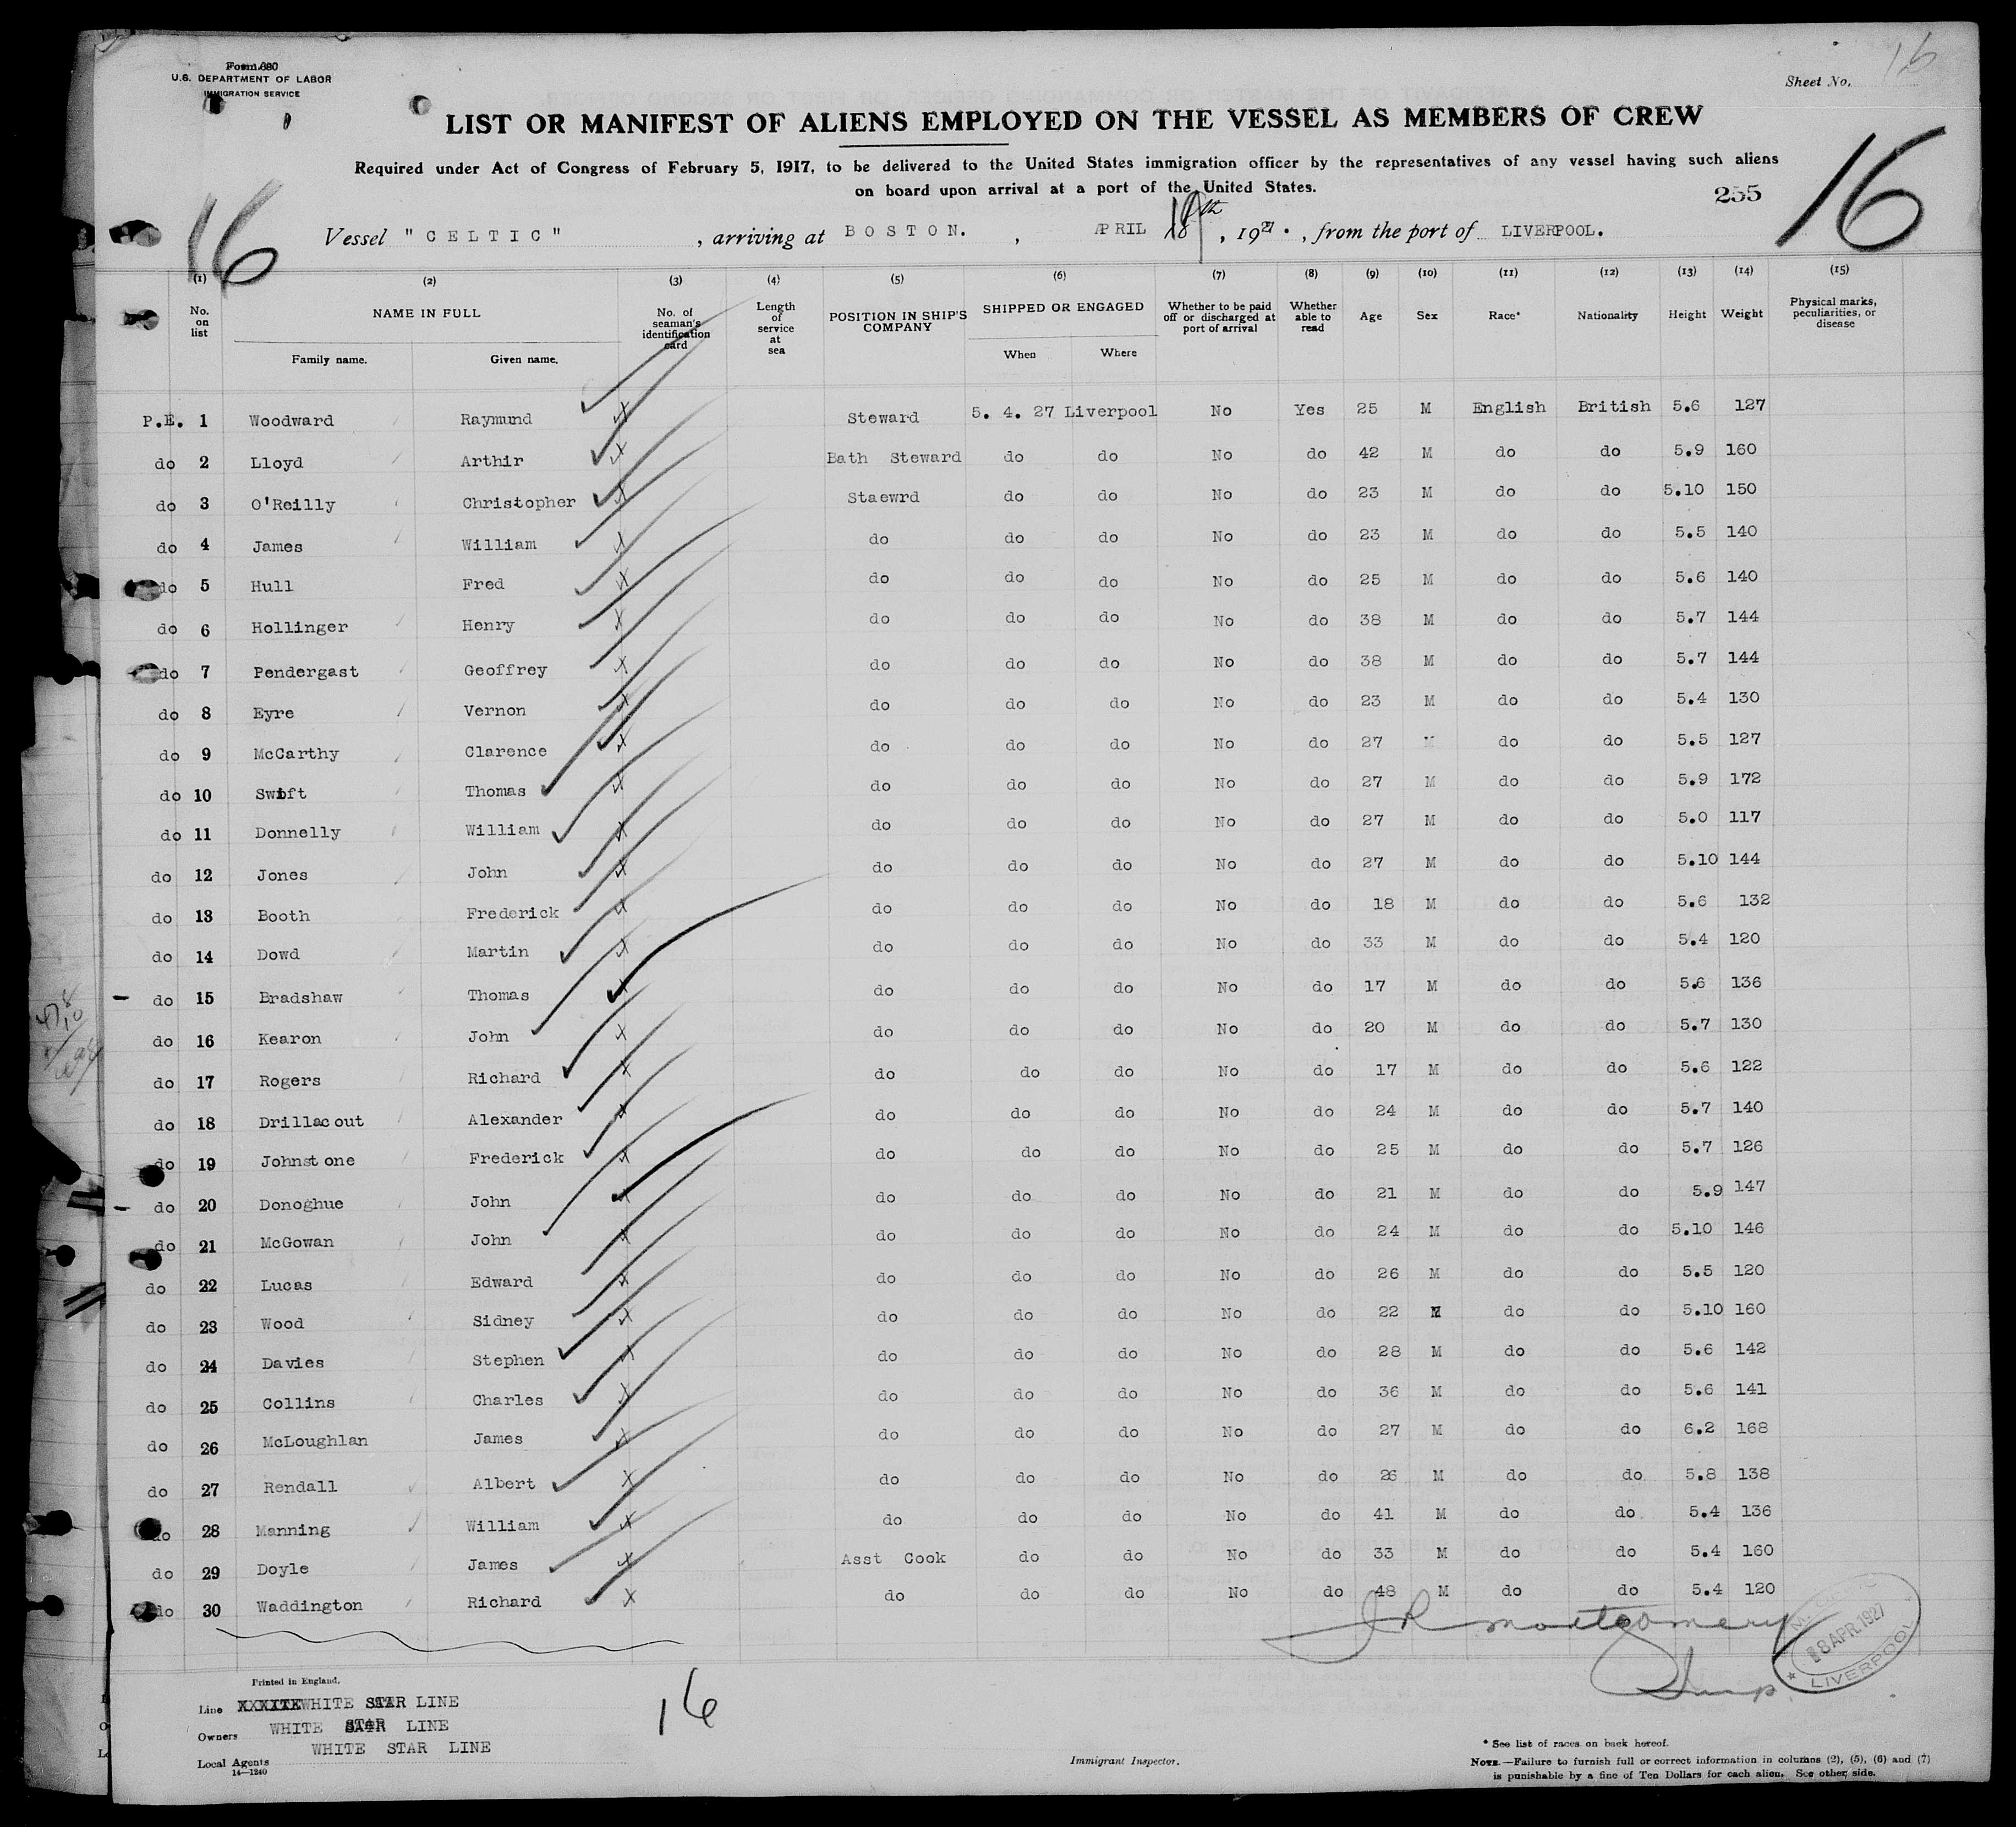 Form 680
U.S. DEPARTMENT OF LABOR
IMMIGRATION SERVICE
Sheet No. 16
LIST OR MANIFEST OF ALIENS EMPLOYED ON THE VESSEL AS MEMBERS OF CREW
Required under Act of Congress of February 5, 1917, to be delivered to the United States immigration officer by the representatives of any vessel having such aliens
on board upon arrival at a port of the United States.
255
16
16
Vessel "CELTIC", arriving at BOSTON., APRIL 19th, 1927., from the port of LIVERPOOL.
(1) (2) (3) (4) (5) (6) (7) (8) (9) (10) (11) (12) (13) (14) (15)
No. on list NAME IN FULL No. of seaman's identification card Length of service at sea POSITION IN SHIP'S COMPANY SHIPPED OR ENGAGED Whether to be paid off or discharged at port of arrival Whether able to read Age Sex Race* Nationality Height Weight Physical marks, peculiarities, or disease
Family name. Given name. When Where
P.E. 1 Woodward Raymund Steward 5. 4. 27 Liverpool No Yes 25 M English British 5.6 127
do 2 Lloyd Arthir Bath Steward do do No do 42 M do do 5.9 160
do 3 O'Reilly Christopher Staewrd do do No do 23 M do do 5.10 150
do 4 James William do do do No do 23 M do do 5.5 140
do 5 Hull Fred do do do No do 25 M do do 5.6 140
do 6 Hollinger Henry do do do No do 38 M do do 5.7 144
do 7 Pendergast Geoffrey do do do No do 38 M do do 5.7 144
do 8 Eyre Vernon do do do No do 23 M do do 5.4 130
do 9 McCarthy Clarence do do do No do 27 M do do 5.5 127
do 10 Swift Thomas do do do No do 27 M do do 5.9 172
do 11 Donnelly William do do do No do 27 M do do 5.0 117
do 12 Jones John do do do No do 27 M do do 5.10 144
do 13 Booth Frederick do do do No do 18 M do do 5.6 132
do 14 Dowd Martin do do do No do 33 M do do 5.4 120
do 15 Bradshaw Thomas do do do No do 17 M do do 5.6 136
do 16 Kearon John do do do No do 20 M do do 5.7 130
do 17 Rogers Richard do do do No do 17 M do do 5.6 122
do 18 Drillacout Alexander do do do No do 24 M do do 5.7 140
do 19 Johnstone Frederick do do do No do 25 M do do 5.7 126
do 20 Donoghue John do do do No do 21 M do do 5.9 147
do 21 McGowan John do do do No do 24 M do do 5.10 146
do 22 Lucas Edward do do do No do 26 M do do 5.5 120
do 23 Wood Sidney do do do No do 22 M do do 5.10 160
do 24 Davies Stephen do do do No do 28 M do do 5.6 142
do 25 Collins Charles do do do No do 36 M do do 5.6 141
do 26 McLoughlan James do do do No do 27 M do do 6.2 168
do 27 Rendall Albert do do do No do 26 M do do 5.8 138
do 28 Manning William do do do No do 41 M do do 5.4 136
do 29 Doyle James Asst Cook do do No do 33 M do do 5.4 160
do 30 Waddington Richard do do do No do 48 M do do 5.4 120
JR Montgomery
Surp.
18 APR 1927
LIVERPOOL
Printed in England.
Line WHITE STAR LINE
Owners WHITE STAR LINE
Local Agents WHITE STAR LINE
14—1240
16
Immigrant Inspector.
* See list of races on back hereof.
NOTE.—Failure to furnish full or correct information in columns (2), (5), (6) and (7)
is punishable by a fine of Ten Dollars for each alien. See other side.